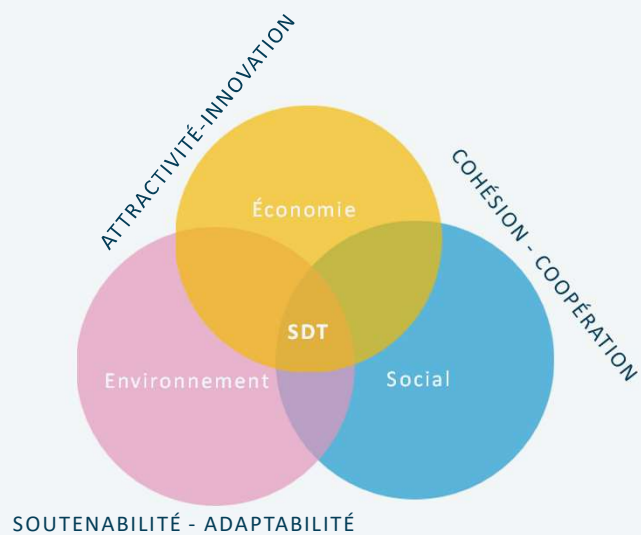 ATTRACTIVITÉ-INNOVATION
COHÉSION - COOPÉRATION
Économie
SDT
Environnement
Social
SOUTENABILITÉ - ADAPTABILITÉ